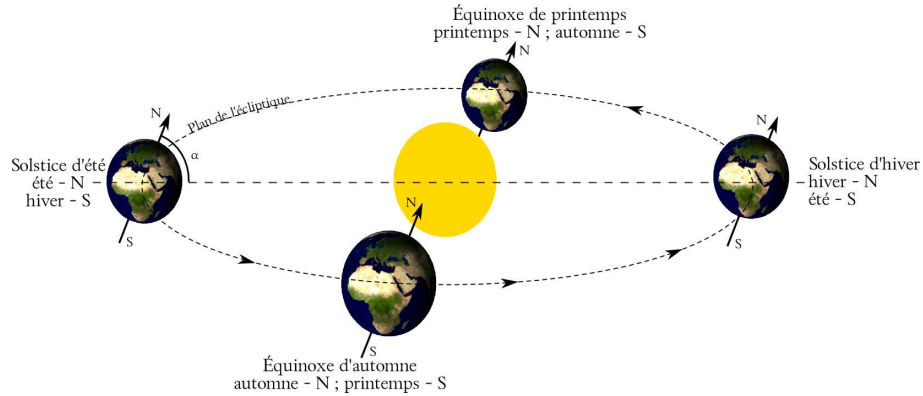 Équinoxe de printemps
printemps - N ; automne - S
N
Plan de l'écliptique
N
α
Solstice d'été
été - N
hiver - S
S
N
Solstice d'hiver
hiver - N
été - S
S
N
S
Équinoxe d'automne
automne - N ; printemps - S